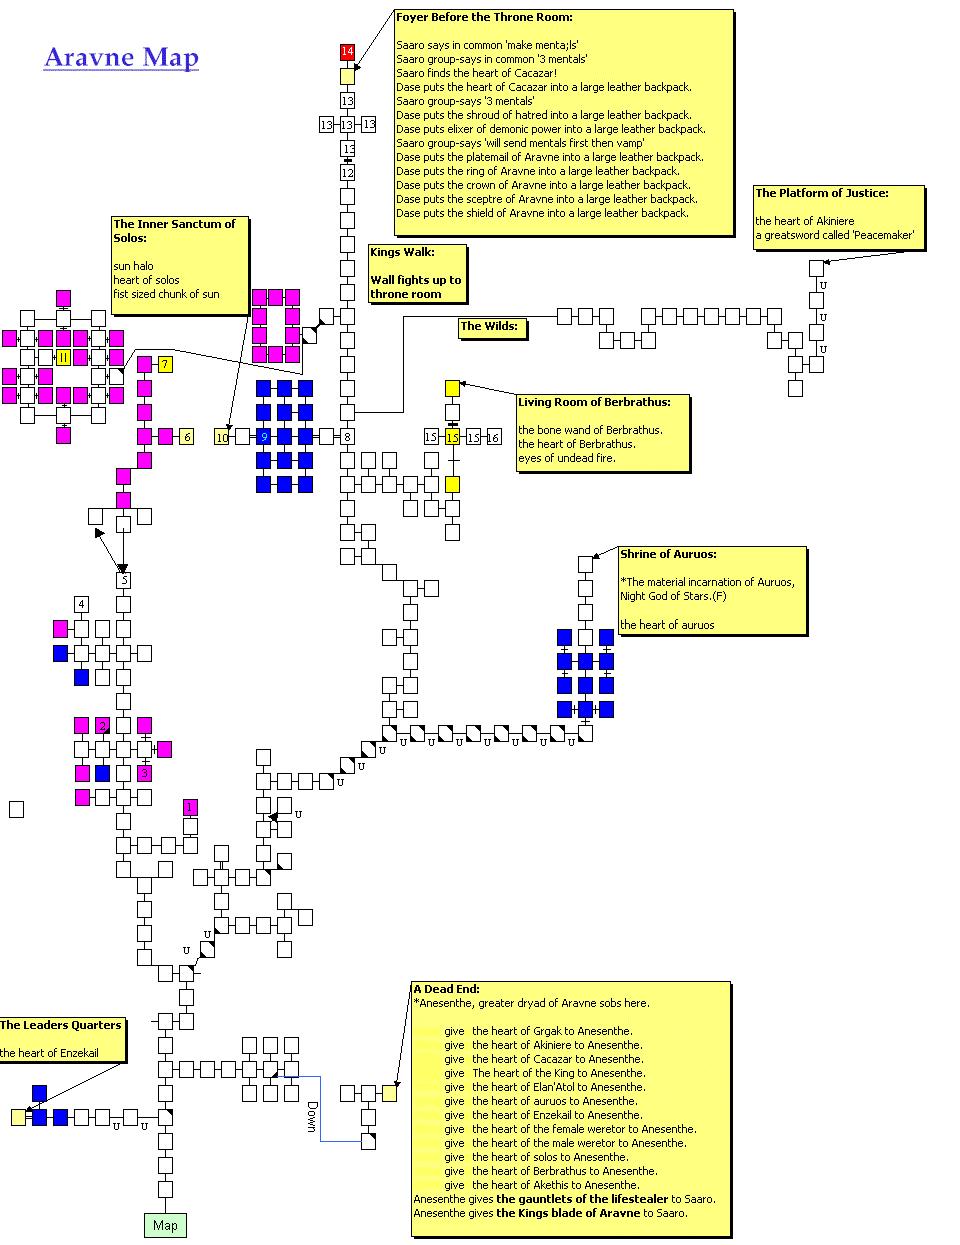 Aravne Map
Foyer Before the Throne Room:
Saaro says in common 'make menta;ls'
Saaro group-says in common '3 mentals'
Saaro finds the heart of Cacazar!
Dase puts the heart of Cacazar into a large leather backpack.
Saaro group-says '3 mentals'
Dase puts the shroud of hatred into a large leather backpack.
Dase puts elixer of demonic power into a large leather backpack.
Saaro group-says 'will send mentals first then vamp'
Dase puts the platemail of Aravne into a large leather backpack.
Dase puts the ring of Aravne into a large leather backpack.
Dase puts the crown of Aravne into a large leather backpack.
Dase puts the sceptre of Aravne into a large leather backpack.
Dase puts the shield of Aravne into a large leather backpack.
14
13
13 13 13
13
12
The Platform of Justice:
the heart of Akiniere
a greatsword called 'Peacemaker'
The Inner Sanctum of
Solos:
sun halo
heart of solos
fist sized chunk of sun
Kings Walk:
Wall fights up to
throne room
U
U
U
The Wilds:
11
7
6
10
9
8
15 15 15 16
Living Room of Berbrathus:
the bone wand of Berbrathus.
the heart of Berbrathus.
eyes of undead fire.
Shrine of Auruos:
*The material incarnation of Auruos,
Night God of Stars.(F)
the heart of auruos
5
4
2
3
1
U U U U U U U
U
U
U
U
U
U
The Leaders Quarters
the heart of Enzekail
U U
Down
A Dead End:
*Anesenthe, greater dryad of Aravne sobs here.
give the heart of Grgak to Anesenthe.
give the heart of Akiniere to Anesenthe.
give the heart of Cacazar to Anesenthe.
give The heart of the King to Anesenthe.
give the heart of Elan'Atol to Anesenthe.
give the heart of auruos to Anesenthe.
give the heart of Enzekail to Anesenthe.
give the heart of the female weretor to Anesenthe.
give the heart of the male weretor to Anesenthe.
give the heart of solos to Anesenthe.
give the heart of Berbrathus to Anesenthe.
give the heart of Akethis to Anesenthe.
Anesenthe gives the gauntlets of the lifestealer to Saaro.
Anesenthe gives the Kings blade of Aravne to Saaro.
Map